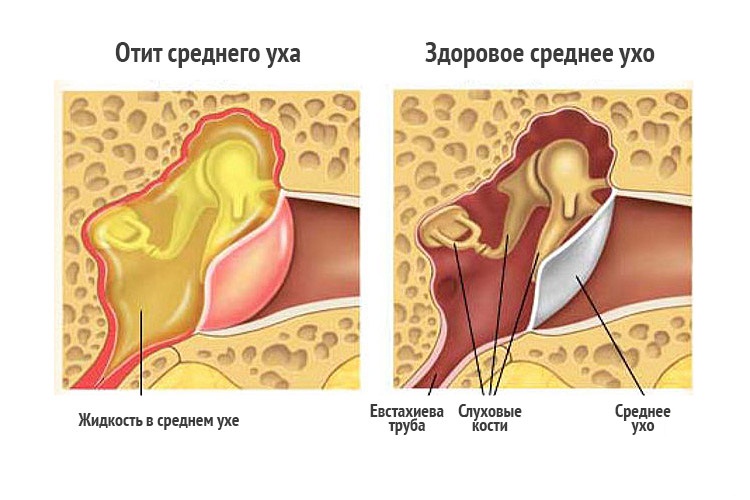 Отит среднего уха
Здоровое среднее ухо
Жидкость в среднем ухе
Евстахиева
труба
Слуховые
кости
Среднее
ухо